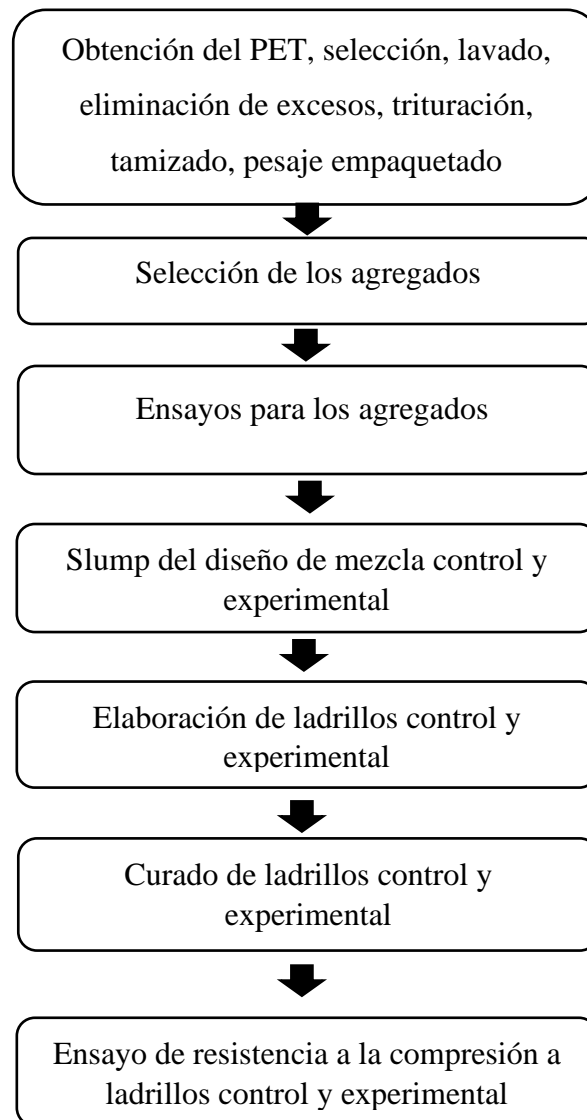 Obtención del PET, selección, lavado,
eliminación de excesos, trituración,
tamizado, pesaje empaquetado
Selección de los agregados
Ensayos para los agregados
Slump del diseño de mezcla control y
experimental
Elaboración de ladrillos control y
experimental
Curado de ladrillos control y
experimental
Ensayo de resistencia a la compresión a
ladrillos control y experimental